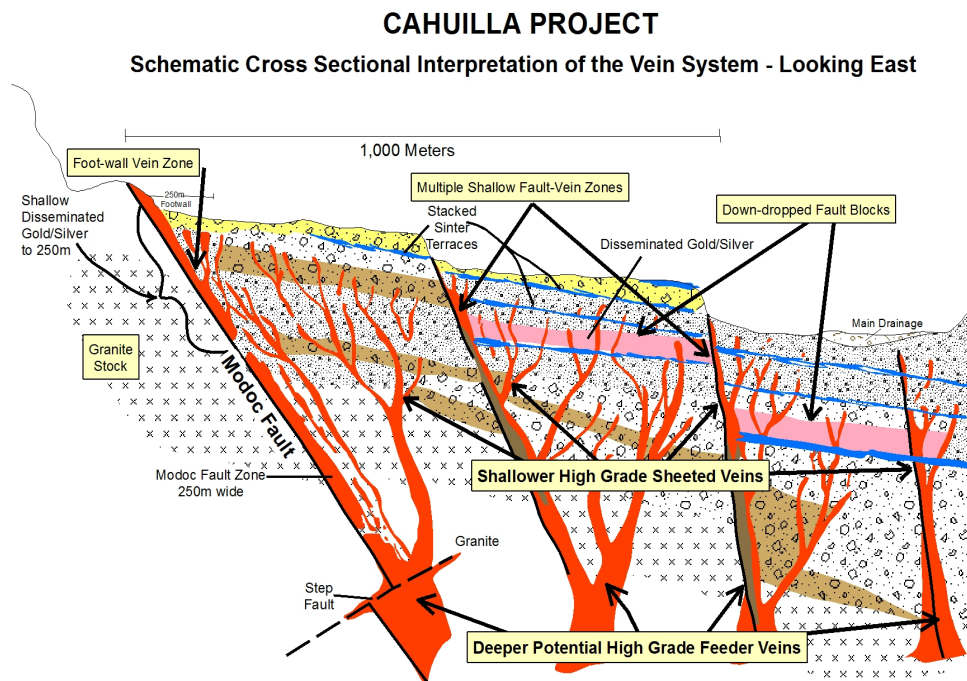 CAHUILLA PROJECT
Schematic Cross Sectional Interpretation of the Vein System - Looking East
1,000 Meters
Foot-wall Vein Zone
Multiple Shallow Fault-Vein Zones
250m
Footwall
Shallow
Disseminated
Gold/Silver
to 250m
Stacked
Sinter
Terraces
Down-dropped Fault Blocks
Disseminated Gold/Silver
Main Drainage
Granite
Stock
Modoc Fault
Modoc Fault Zone
250m wide
Shallower High Grade Sheeted Veins
Granite
Step
Fault
Deeper Potential High Grade Feeder Veins